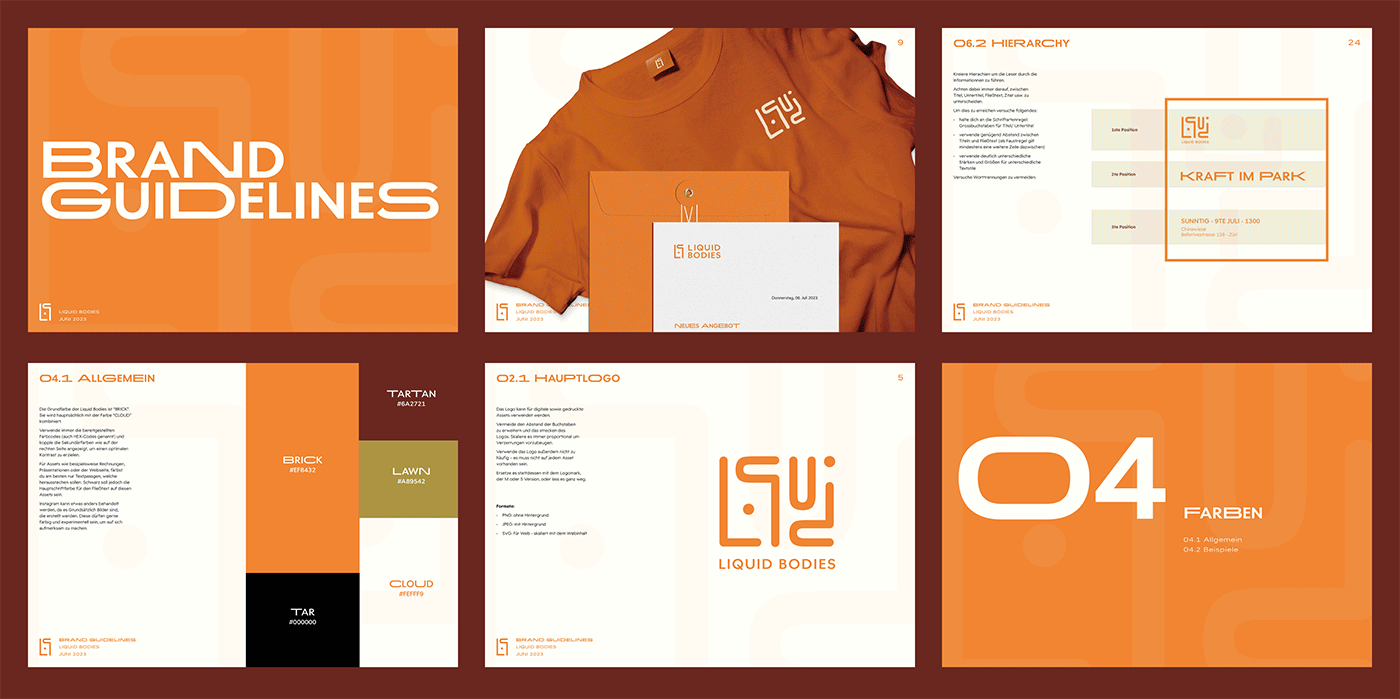 BRAND
GUIDELINES
LIQUID BODIES
JUNI 2023
9
LIQUID
BODIES
Donnerstag, 06. Juli 2023
NEUES ANGEBOT
BRAND GUIDELINES
LIQUID BODIES
JUNI 2023
06.2 HIERARCHY
24
Kreiere Hierachien um die Leser durch die
Informationnen zu führen.
Achten dabei immer darauf, zwischen
Titel, Untertitel, Fließtext, Zitar usw. zu
unterscheiden.
Um dies zu erreichen versuche folgendes:
- halte dich an die Schriftartenregel:
Grossbuchstaben für Titel/ Untertitel
- verwende genügend Abstand zwischen
Titeln und Fließtext (als Faustregel gilt
mindestens eine weitere Zeile dazwischen)
- verwende deutlich unterschiedliche
Stärken und Größen für unterschiedliche
Textstile
Versuche Worttrennungen zu vermeiden.
1ste Position
2te Position
3te Position
LIQUID BODIES
KRAFT IM PARK
SUNNTIG - 9TE JULI - 1300
Chinawiese
Bellerivestrasse 138 - Züri
BRAND GUIDELINES
LIQUID BODIES
JUNI 2023
04.1 ALLGEMEIN
Die Grundfarbe der Liquid Bodies ist "BRICK".
Sie wird hauptsächlich mit der Farbe "CLOUD"
kombiniert.
Verwende immer die bereitgestellten
Farbcodes (auch HEX-Codes genannt) und
kopple die Sekundärfarben wie auf der
rechten Seite angezeigt, um einen optimalen
Kontrast zu erzielen.
Für Assets wie beispielsweise Rechnungen,
Präsentationen oder der Webseite, färbst
du am besten nur Textpassagen, welche
herausstechen sollen. Schwarz soll jedoch die
Hauptschriftfarbe für den Fließtext auf diesen
Assets sein.
Instagram kann etwas anders behandelt
werden, da es Grundsätzlich Bilder sind,
die erstellt werden. Diese dürfen gerne
farbig und experimentell sein, um auf sich
aufmerksam zu machen.
BRICK
#EF8432
TARTAN
#6A2721
LAWN
#A89542
CLOUD
#FEFFF9
TAR
#000000
BRAND GUIDELINES
LIQUID BODIES
JUNI 2023
02.1 HAUPTLOGO
5
Das Logo kann für digitale sowie gedruckte
Assets verwenden werden.
Vermeide den Abstand der Buchstaben
zu erweitern und das strecken des
Logos. Skaliere es immer proportional um
Verzerrungen vorzubeugen.
Verwende das Logo außerdem nicht zu
häufig - es muss nicht auf jedem Asset
vorhanden sein.
Ersetze es stattdessen mit dem Logomark,
der M oder S Version, oder lass es ganz weg.
Formate:
- PNG: ohne Hintergrund
- JPEG: mit Hintergrund
- SVG: für Web - skaliert mit dem Webinhalt
LIQUID BODIES
BRAND GUIDELINES
LIQUID BODIES
JUNI 2023
04
FARBEN
04.1 Allgemein
04.2 Beispiele